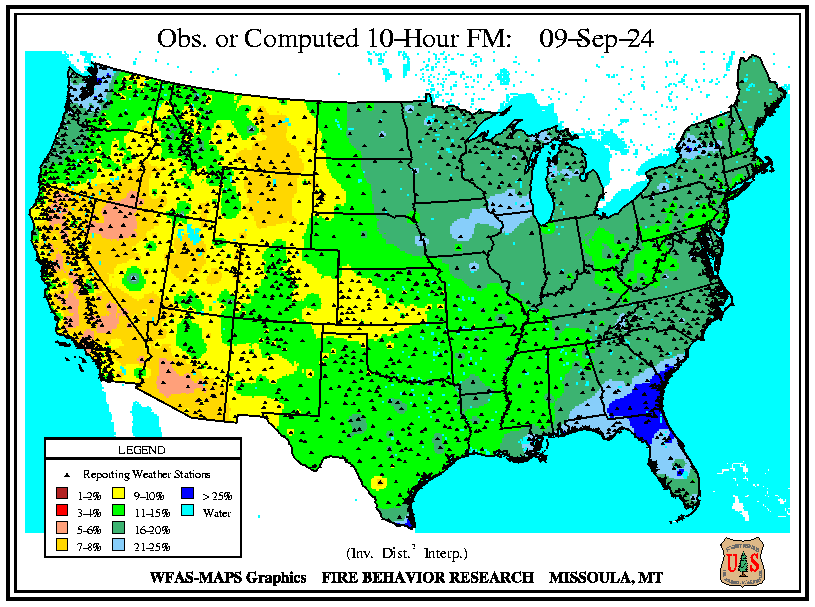 Obs. or Computed 10-Hour FM: 09-Sep-24
LEGEND
Reporting Weather Stations
1-2% 9-10% > 25%
3-4% 11-15% Water
5-6% 16-20%
7-8% 21-25%
(Inv. Dist.² Interp.)
WFAS-MAPS Graphics FIRE BEHAVIOR RESEARCH MISSOULA, MT
U S